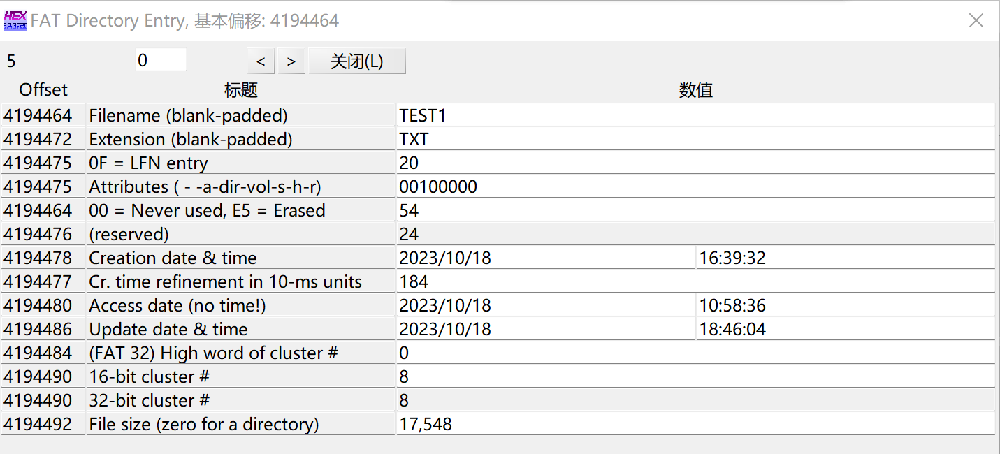 HEX FAT Directory Entry, 基本偏移: 4194464
5 0 < > 关闭(L)
Offset 标题 数值
4194464 Filename (blank-padded) TEST1
4194472 Extension (blank-padded) TXT
4194475 0F = LFN entry 20
4194475 Attributes ( - -a-dir-vol-s-h-r) 00100000
4194464 00 = Never used, E5 = Erased 54
4194476 (reserved) 24
4194478 Creation date & time 2023/10/18 16:39:32
4194477 Cr. time refinement in 10-ms units 184
4194480 Access date (no time!) 2023/10/18 10:58:36
4194486 Update date & time 2023/10/18 18:46:04
4194484 (FAT 32) High word of cluster # 0
4194490 16-bit cluster # 8
4194490 32-bit cluster # 8
4194492 File size (zero for a directory) 17,548